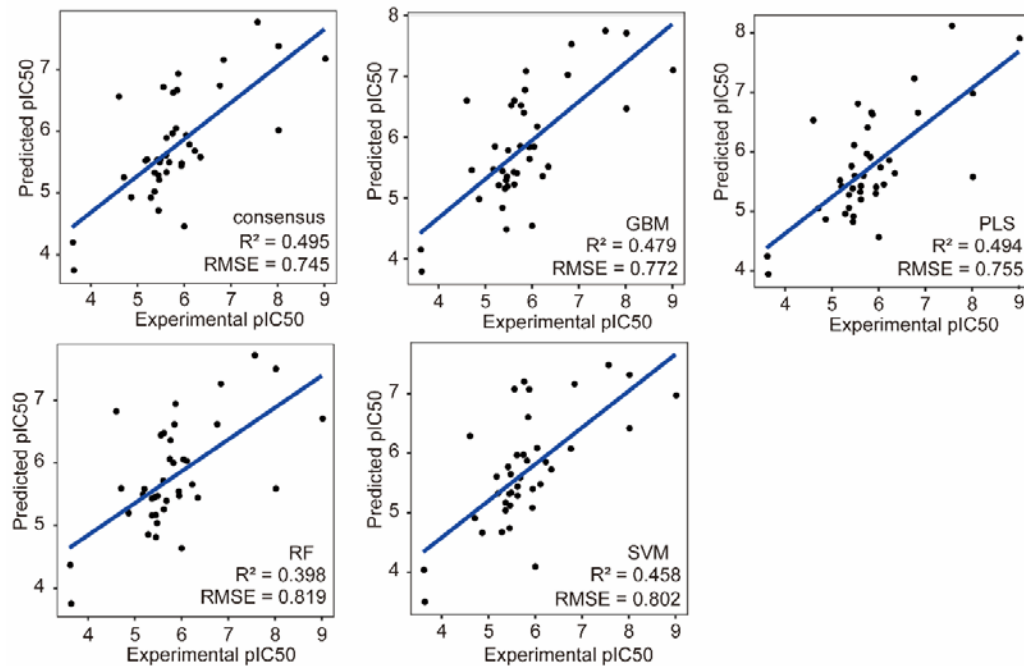 7
6
5
4
Predicted pIC50
consensus
R² = 0.495
RMSE = 0.745
4 5 6 7 8 9
Experimental pIC50
8
7
6
5
4
Predicted pIC50
GBM
R² = 0.479
RMSE = 0.772
4 5 6 7 8 9
Experimental pIC50
8
7
6
5
4
Predicted pIC50
PLS
R² = 0.494
RMSE = 0.755
4 5 6 7 8 9
Experimental pIC50
7
6
5
4
Predicted pIC50
RF
R² = 0.398
RMSE = 0.819
4 5 6 7 8 9
Experimental pIC50
7
6
5
4
Predicted pIC50
SVM
R² = 0.458
RMSE = 0.802
4 5 6 7 8 9
Experimental pIC50